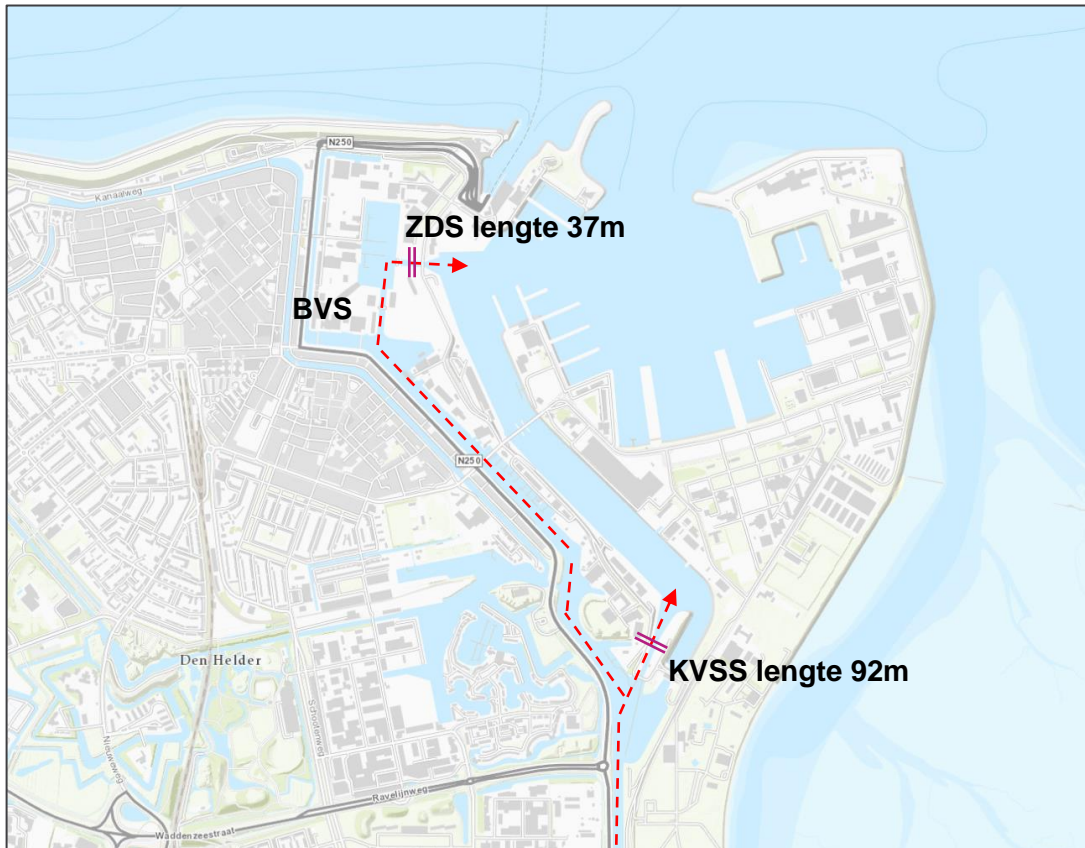 N250
Kanaalweg
ZDS lengte 37m
BVS
N250
KVSS lengte 92m
Den Helder
Schootenweg
Nieuweweg
Ravelijnweg
Waddenzeestraat